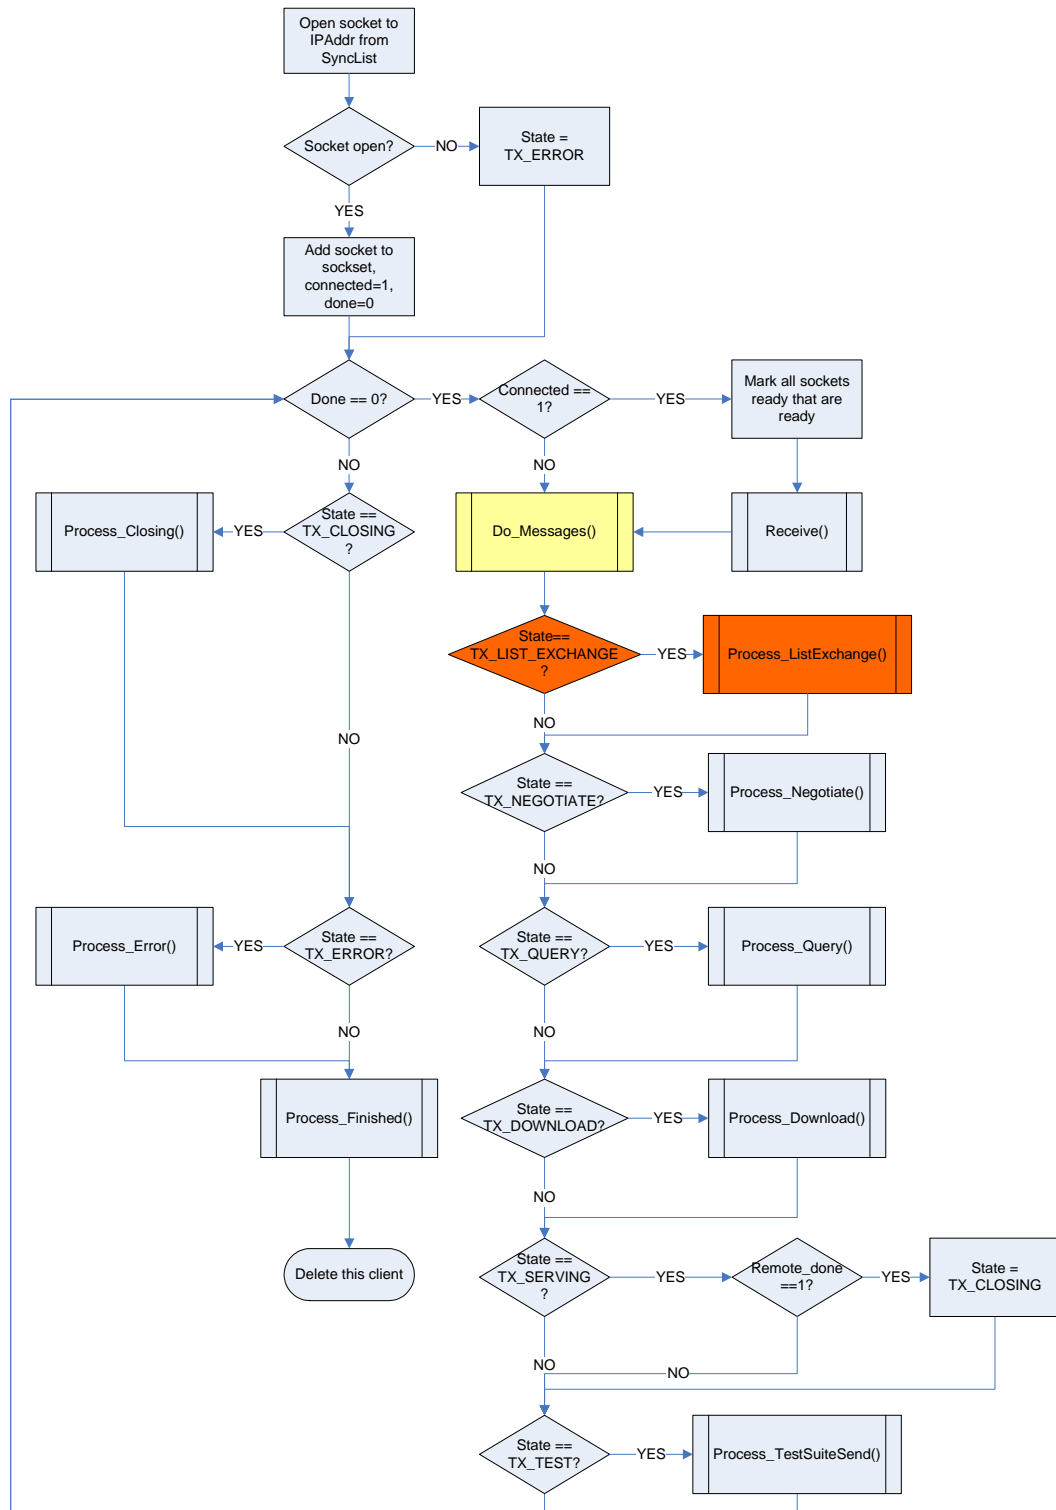 Open socket to
IPAddr from
SyncList
Socket open?
NO
State =
TX_ERROR
YES
Add socket to
sockset,
connected=1,
done=0
Done == 0?
YES
Connected ==
1?
YES
Mark all sockets
ready that are
ready
NO
NO
Process_Closing()
YES
State ==
TX_CLOSING
?
Do_Messages()
Receive()
State==
TX_LIST_EXCHANGE
?
YES
Process_ListExchange()
NO
NO
State ==
TX_NEGOTIATE?
YES
Process_Negotiate()
NO
Process_Error()
YES
State ==
TX_ERROR?
State ==
TX_QUERY?
YES
Process_Query()
NO
NO
Process_Finished()
State ==
TX_DOWNLOAD?
YES
Process_Download()
NO
Delete this client
State ==
TX_SERVING
?
YES
Remote_done
==1?
YES
State =
TX_CLOSING
NO
NO
State ==
TX_TEST?
YES
Process_TestSuiteSend()